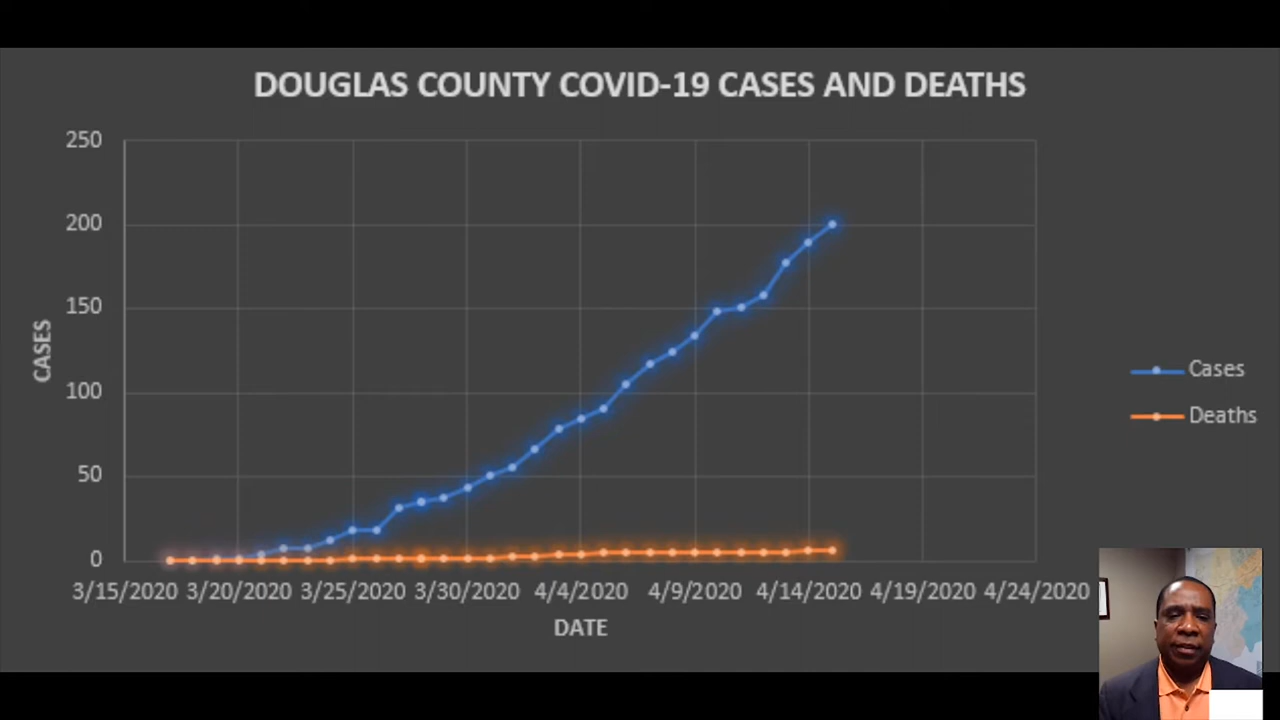 DOUGLAS COUNTY COVID-19 CASES AND DEATHS
250
200
150
100
50
0
CASES
3/15/2020 3/20/2020 3/25/2020 3/30/2020 4/4/2020 4/9/2020 4/14/2020 4/19/2020 4/24/2020
DATE
Cases
Deaths